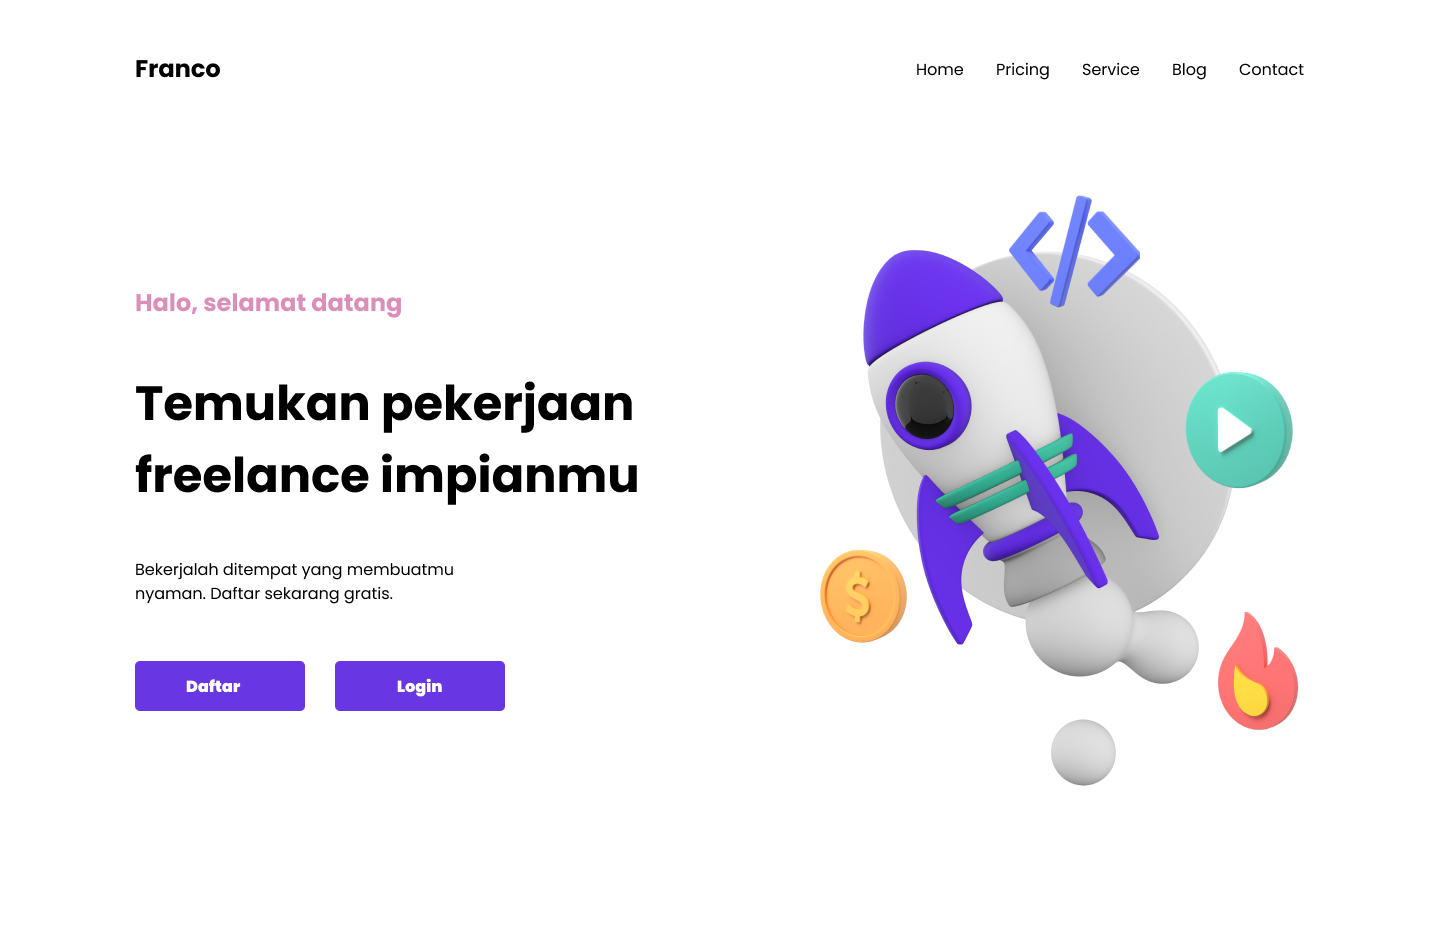 Franco
Home Pricing Service Blog Contact
Halo, selamat datang
Temukan pekerjaan
freelance impianmu
Bekerjalah ditempat yang membuatmu
nyaman. Daftar sekarang gratis.
Daftar Login